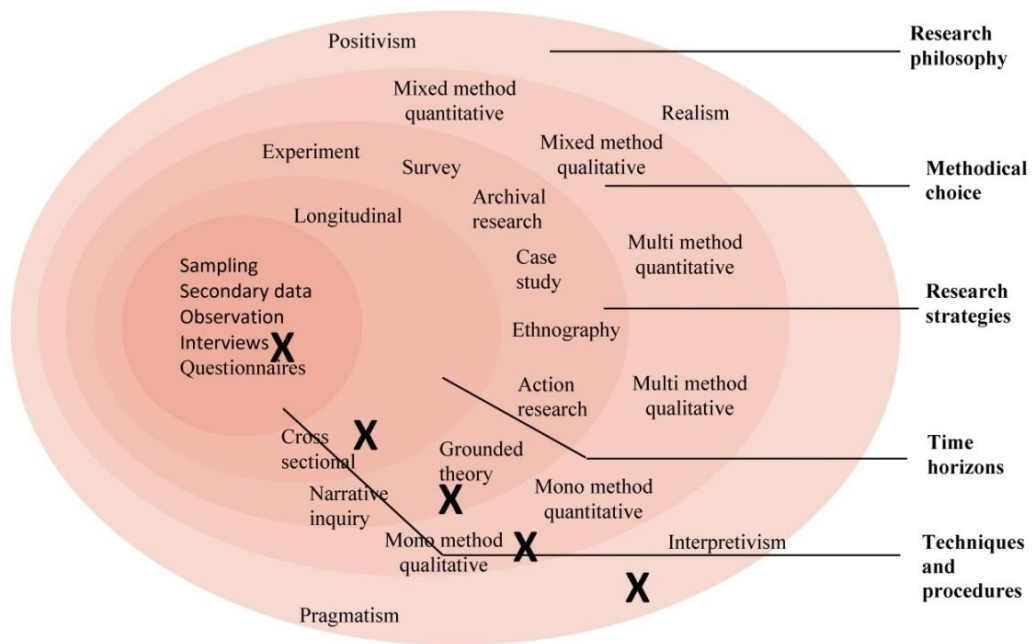 Positivism
Research
philosophy
Mixed method
quantitative
Realism
Experiment
Survey
Mixed method
qualitative
Methodical
choice
Longitudinal
Archival
research
Case
study
Multi method
quantitative
Sampling
Secondary data
Observation
Interviews X
Questionnaires
Research
strategies
Ethnography
Action
research
Multi method
qualitative
Cross
sectional
X
Grounded
theory
X
Time
horizons
Narrative
inquiry
Mono method
quantitative
Mono method
qualitative
X
Interpretivism
X
Techniques
and
procedures
Pragmatism